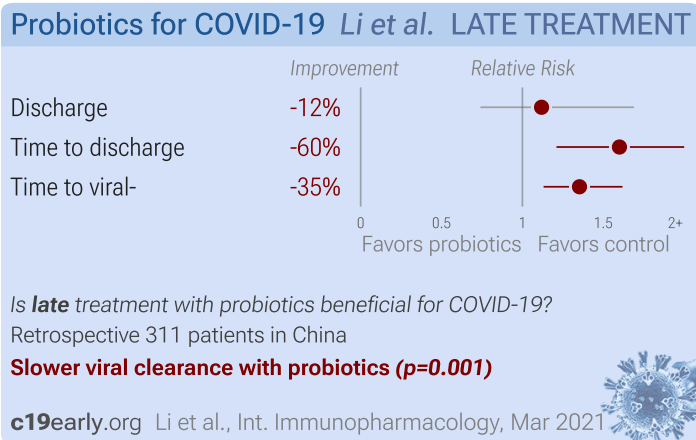 Probiotics for COVID-19 Li et al. LATE TREATMENT
Improvement Relative Risk
Discharge -12%
Time to discharge -60%
Time to viral- -35%
0 0.5 1 1.5 2+
Favors probiotics Favors control
Is late treatment with probiotics beneficial for COVID-19?
Retrospective 311 patients in China
Slower viral clearance with probiotics (p=0.001)
c19early.org Li et al., Int. Immunopharmacology, Mar 2021